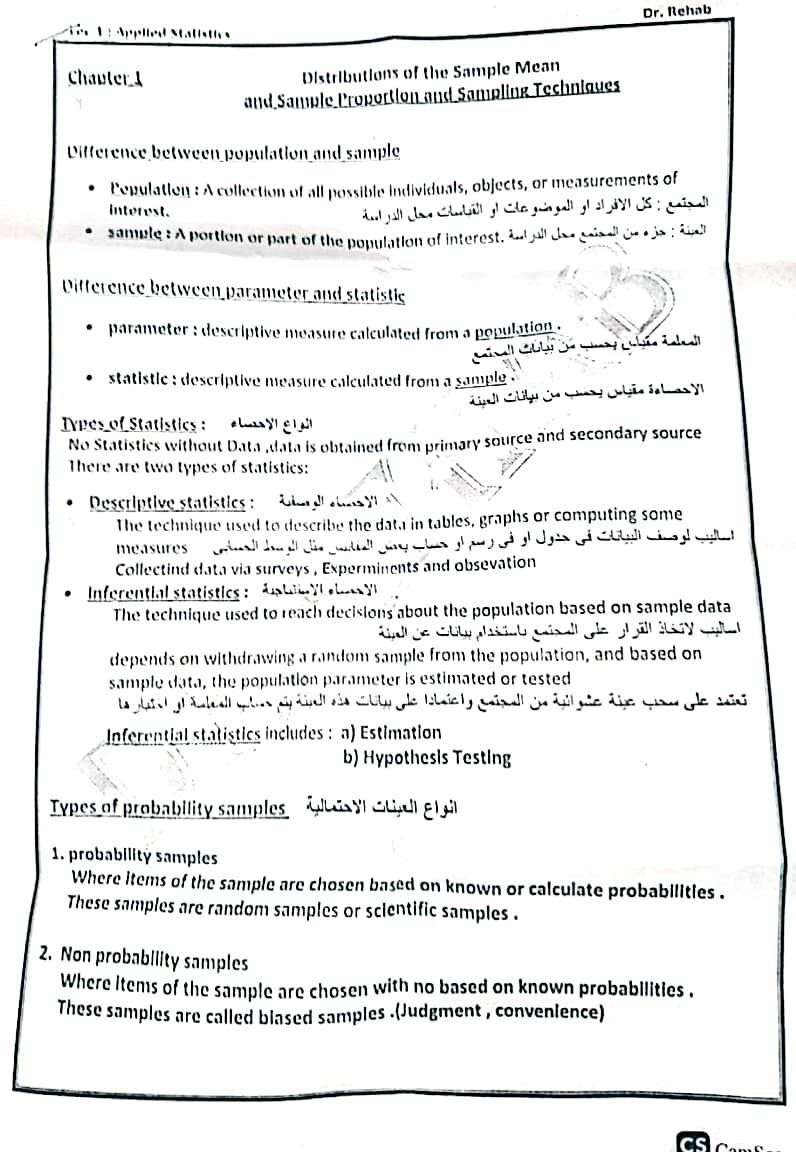 Dr. Rehab
: Applied Statistics
Chapter 1
Distributions of the Sample Mean
and Sample Proportion and Sampling Techniques
Difference between population and sample
• Population : A collection of all possible individuals, objects, or measurements of
interest. المجتمع : كل الافراد او الموضوعات او القياسات محل الدراسة
• sample : A portion or part of the population of interest. العينة : جزء من المجتمع محل الدراسة
Difference between parameter and statistic
• parameter : descriptive measure calculated from a population .
المعلمة مقياس يحسب من بيانات المجتمع
• statistic : descriptive measure calculated from a sample .
الاحصاءة مقياس يحسب من بيانات العينة
Types of Statistics : انواع الاحصاء
No Statistics without Data ,data is obtained from primary source and secondary source
There are two types of statistics:
• Descriptive statistics : الاحصاء الوصفية
The technique used to describe the data in tables, graphs or computing some
measures اساليب لوصف البيانات فى جدول او فى رسم او حساب بعض المقاييس مثل الوسط الحسابى
Collectind data via surveys , Experminents and obsevation
• Inferential statistics : الاحصاء الاستنتاجية
The technique used to reach decisions about the population based on sample data
اساليب لاتخاذ القرار على المجتمع باستخدام بيانات عن العينة
depends on withdrawing a random sample from the population, and based on
sample data, the population parameter is estimated or tested
تعتمد على سحب عينة عشوائية من المجتمع واعتمادا على بيانات هذه العينة يتم حساب المعلمة او اختبارها
Inferential statistics includes : a) Estimation
b) Hypothesis Testing
Types of probability samples انواع العينات الاحتمالية
1. probability samples
Where items of the sample are chosen based on known or calculate probabilities .
These samples are random samples or scientific samples .
2. Non probability samples
Where Items of the sample are chosen with no based on known probabilities .
These samples are called biased samples .(Judgment , convenience)
CS